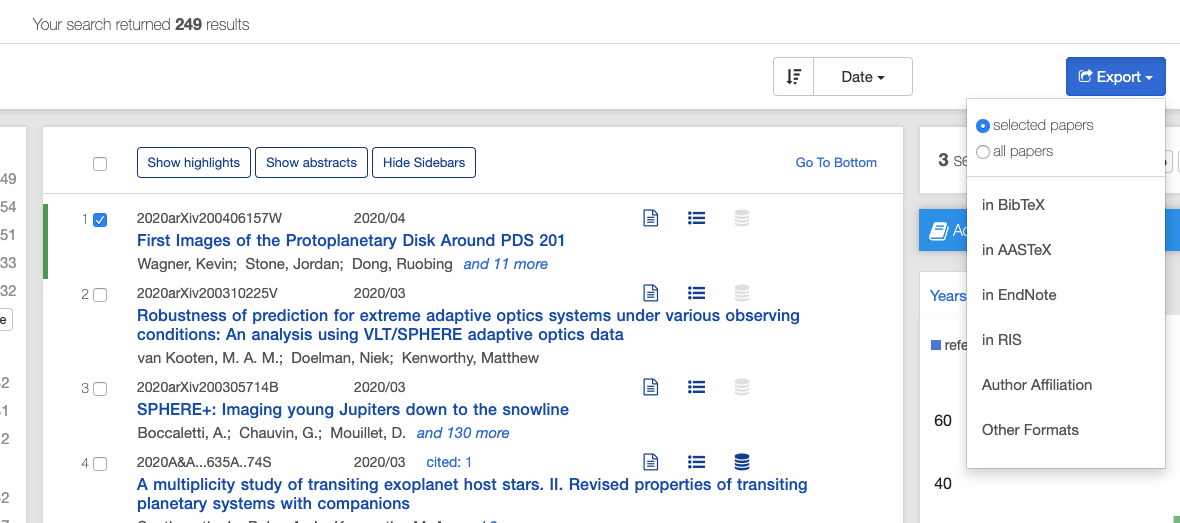 Your search returned 249 results
Date
Export
selected papers
all papers
in BibTeX
in AASTeX
in EndNote
in RIS
Author Affiliation
Other Formats
Show highlights
Show abstracts
Hide Sidebars
Go To Bottom
1
2020arXiv200406157W 2020/04
First Images of the Protoplanetary Disk Around PDS 201
Wagner, Kevin; Stone, Jordan; Dong, Ruobing and 11 more
2
2020arXiv200310225V 2020/03
Robustness of prediction for extreme adaptive optics systems under various observing
conditions: An analysis using VLT/SPHERE adaptive optics data
van Kooten, M. A. M.; Doelman, Niek; Kenworthy, Matthew
3
2020arXiv200305714B 2020/03
SPHERE+: Imaging young Jupiters down to the snowline
Boccaletti, A.; Chauvin, G.; Mouillet, D. and 130 more
4
2020A&A...635A..74S 2020/03 cited: 1
A multiplicity study of transiting exoplanet host stars. II. Revised properties of transiting
planetary systems with companions
49
54
51
33
32
3
Years
60
40